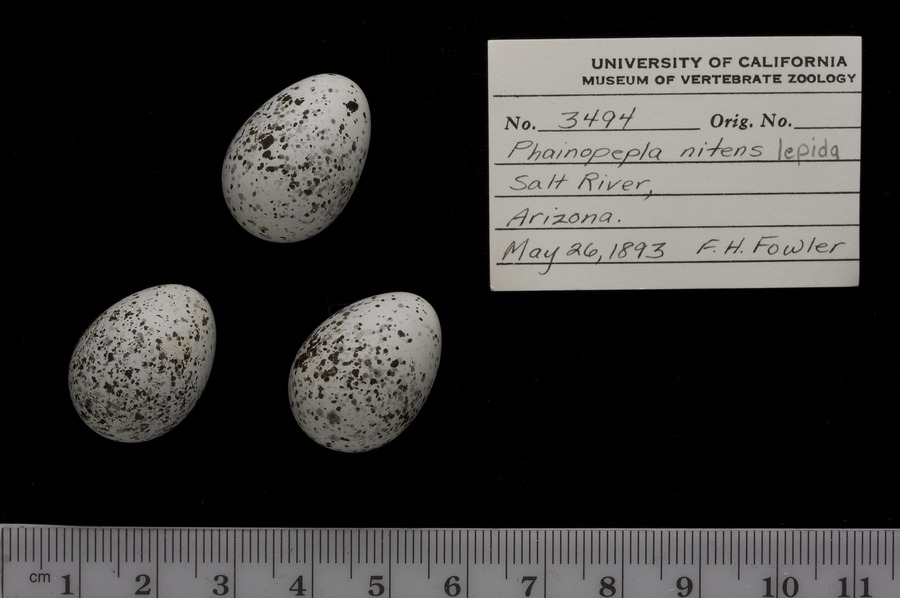 UNIVERSITY OF CALIFORNIA
MUSEUM OF VERTEBRATE ZOOLOGY
No. 3494 Orig. No.
Phainopepla nitens lepida
Salt River,
Arizona.
May 26, 1893 F. H. Fowler
cm 1 2 3 4 5 6 7 8 9 10 11